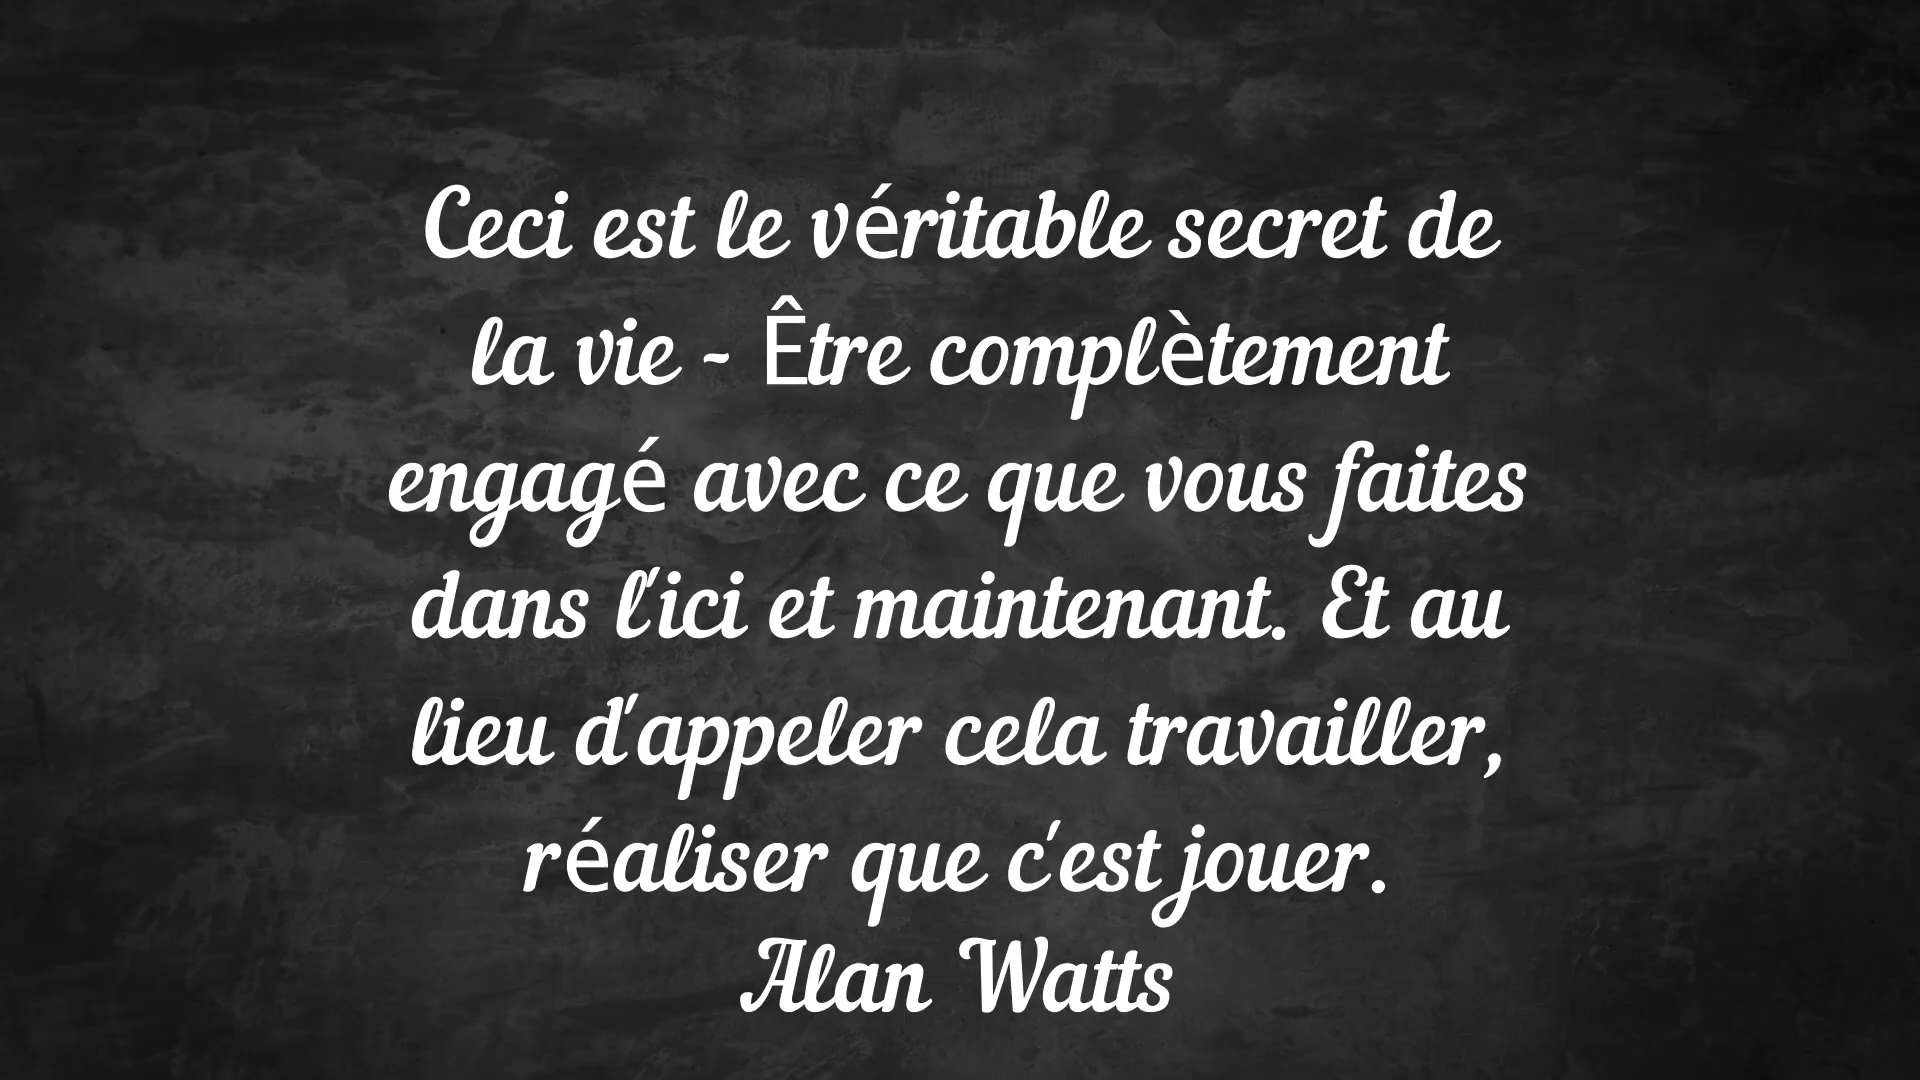 Ceci est le véritable secret de
la vie - Être complètement
engagé avec ce que vous faites
dans l'ici et maintenant. Et au
lieu d'appeler cela travailler,
réaliser que c'est jouer.
Alan Watts